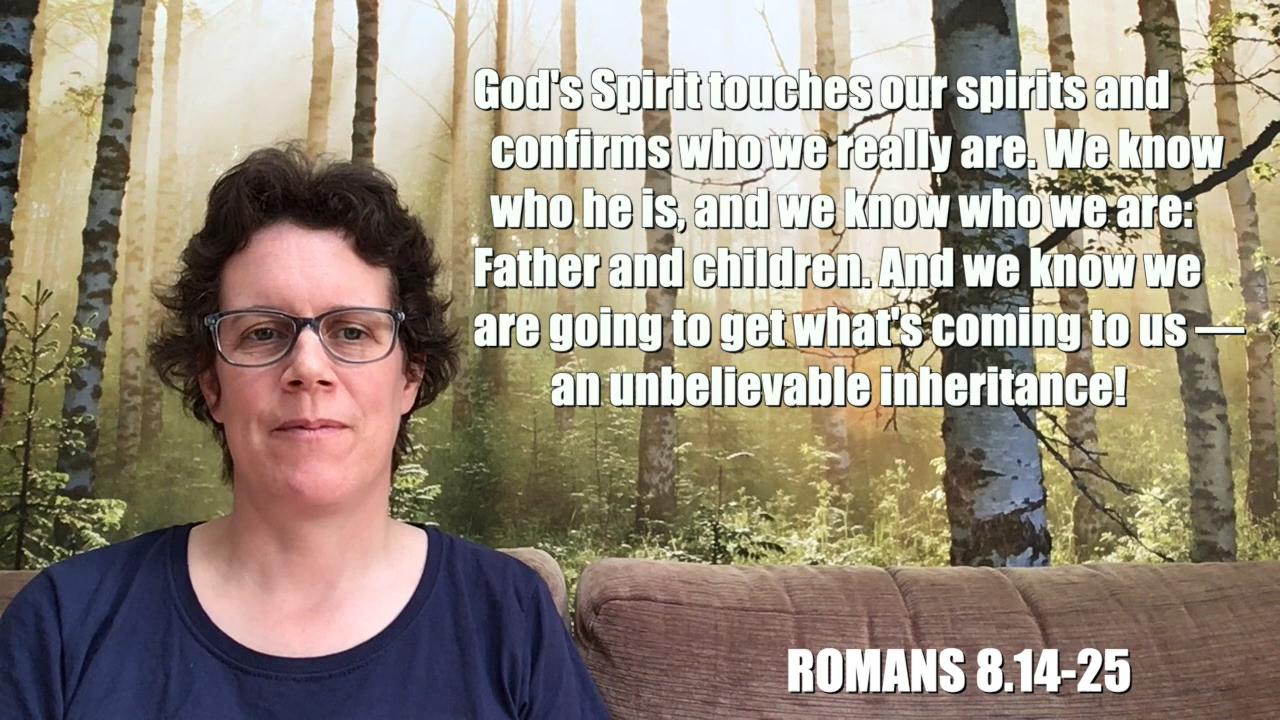 God's Spirit touches our spirits and
confirms who we really are. We know
who he is, and we know who we are:
Father and children. And we know we
are going to get what's coming to us —
an unbelievable inheritance!
ROMANS 8.14-25